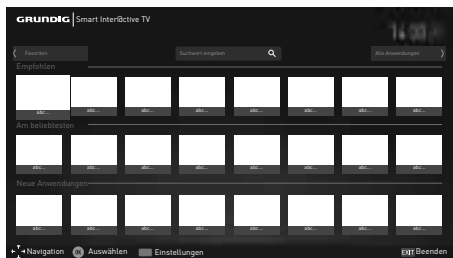 GRUNDIG Smart Inter@ctive TV
14:00
Favoriten Suchwort eingeben Alle Anwendungen
Empfohlen
abc... abc... abc... abc... abc... abc... abc... abc...
Am beliebtesten
abc... abc... abc... abc... abc... abc... abc... abc...
Neue Anwendungen
abc... abc... abc... abc... abc... abc... abc... abc...
Navigation OK Auswählen Einstellungen EXIT Beenden